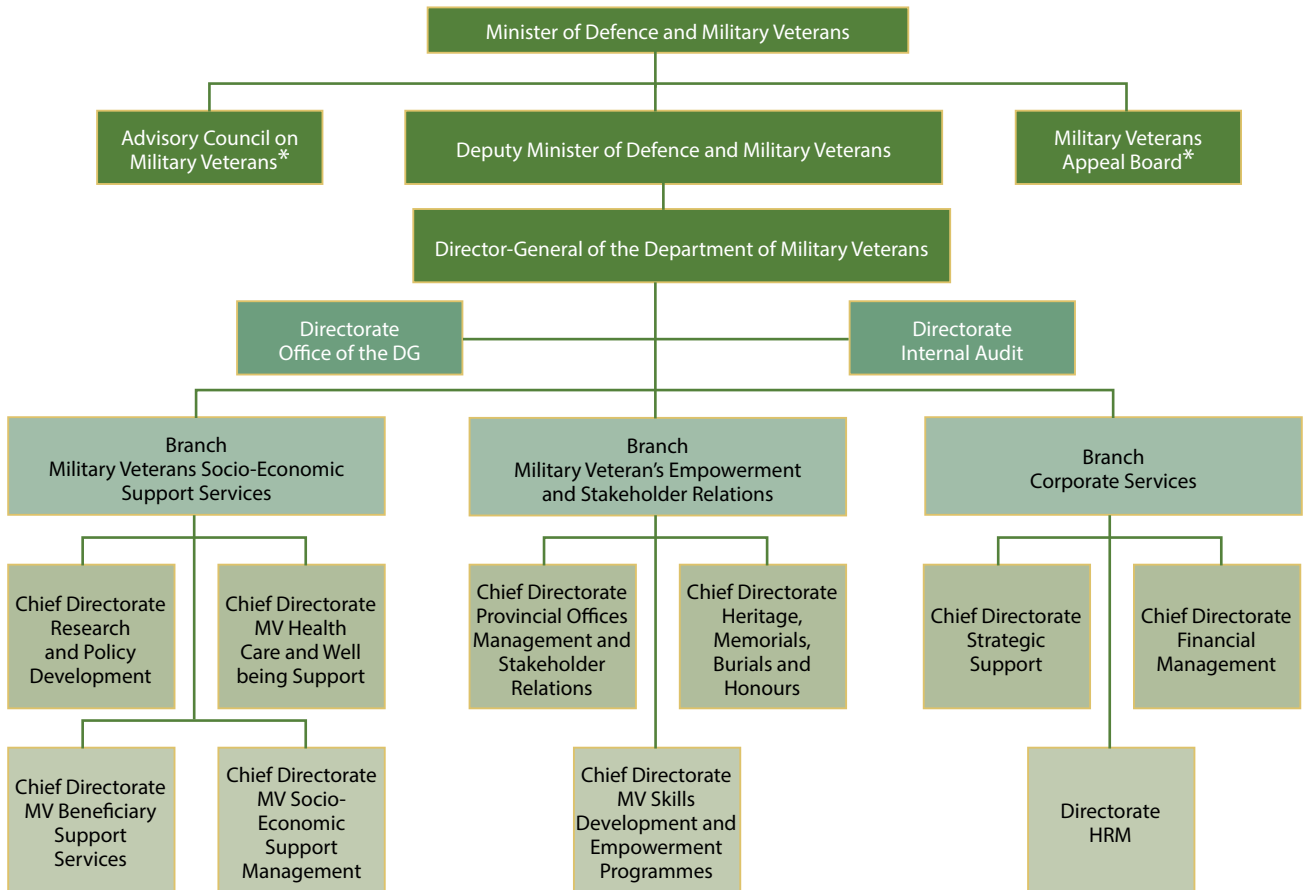 Minister of Defence and Military Veterans
Advisory Council on
Military Veterans*
Deputy Minister of Defence and Military Veterans
Military Veterans
Appeal Board*
Director-General of the Department of Military Veterans
Directorate
Office of the DG
Directorate
Internal Audit
Branch
Military Veterans Socio-Economic
Support Services
Branch
Military Veteran’s Empowerment
and Stakeholder Relations
Branch
Corporate Services
Chief Directorate
Research
and Policy
Development
Chief Directorate
MV Health
Care and Well
being Support
Chief Directorate
Provincial Offices
Management and
Stakeholder
Relations
Chief Directorate
Heritage,
Memorials,
Burials and
Honours
Chief Directorate
Strategic
Support
Chief Directorate
Financial
Management
Chief Directorate
MV Beneficiary
Support
Services
Chief Directorate
MV Socio-
Economic
Support
Management
Chief Directorate
MV Skills
Development and
Empowerment
Programmes
Directorate
HRM